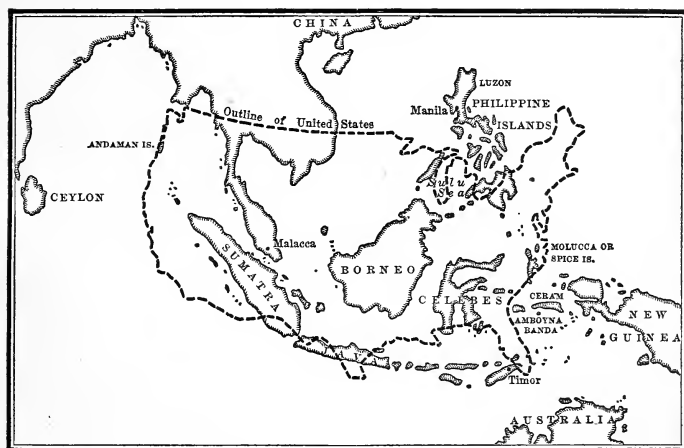 CHINA
LUZON
Manila
PHILIPPINE
ISLANDS
Outline of United States
ANDAMAN IS.
CEYLON
Sulu
Sea
Malacca
SUMATRA
BORNEO
CELEBES
MOLUCCA OR
SPICE IS.
CERAM
AMBOYNA
BANDA
NEW
GUINEA
JAVA
Timor
AUSTRALIA